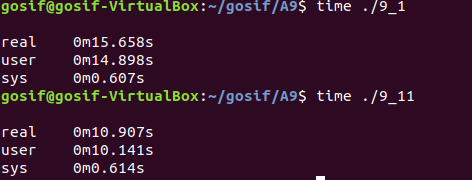 gosif@gosif-VirtualBox:~/gosif/A9$ time ./9_1
real 0m15.658s
user 0m14.898s
sys 0m0.607s
gosif@gosif-VirtualBox:~/gosif/A9$ time ./9_11
real 0m10.907s
user 0m10.141s
sys 0m0.614s